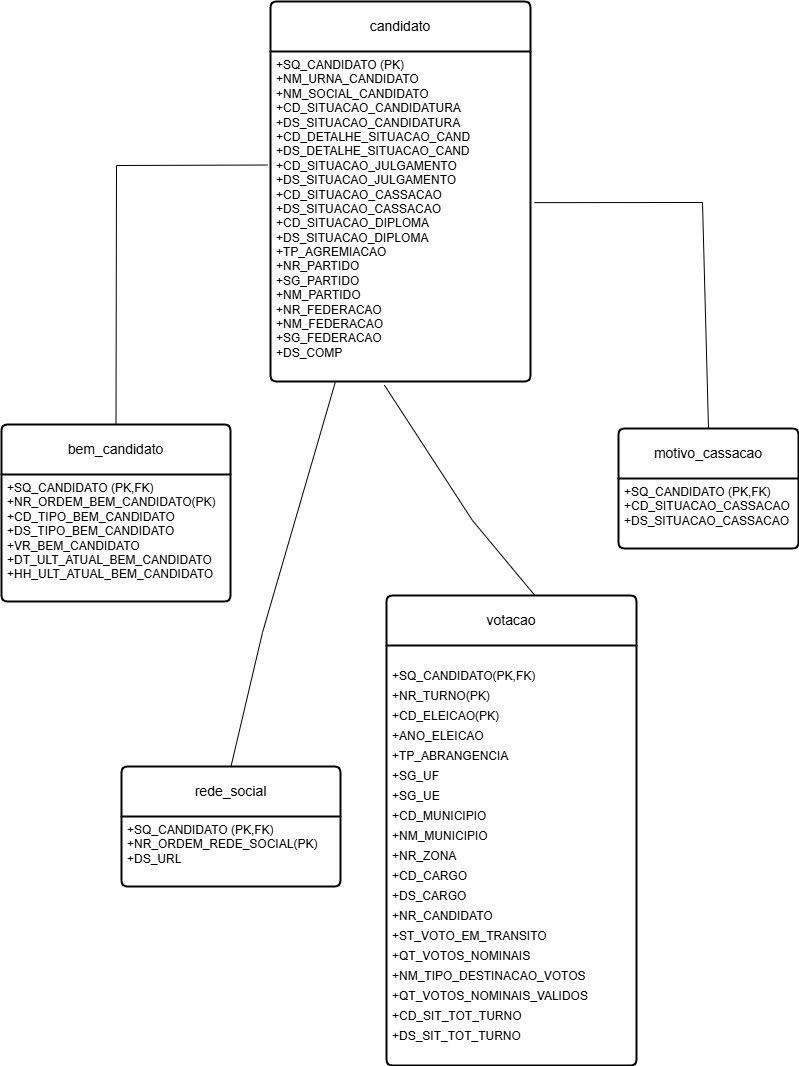 candidato
+SQ_CANDIDATO (PK)
+NM_URNA_CANDIDATO
+NM_SOCIAL_CANDIDATO
+CD_SITUACAO_CANDIDATURA
+DS_SITUACAO_CANDIDATURA
+CD_DETALHE_SITUACAO_CAND
+DS_DETALHE_SITUACAO_CAND
+CD_SITUACAO_JULGAMENTO
+DS_SITUACAO_JULGAMENTO
+CD_SITUACAO_CASSACAO
+DS_SITUACAO_CASSACAO
+CD_SITUACAO_DIPLOMA
+DS_SITUACAO_DIPLOMA
+TP_AGREMIACAO
+NR_PARTIDO
+SG_PARTIDO
+NM_PARTIDO
+NR_FEDERACAO
+NM_FEDERACAO
+SG_FEDERACAO
+DS_COMP
bem_candidato
+SQ_CANDIDATO (PK,FK)
+NR_ORDEM_BEM_CANDIDATO(PK)
+CD_TIPO_BEM_CANDIDATO
+DS_TIPO_BEM_CANDIDATO
+VR_BEM_CANDIDATO
+DT_ULT_ATUAL_BEM_CANDIDATO
+HH_ULT_ATUAL_BEM_CANDIDATO
motivo_cassacao
+SQ_CANDIDATO (PK,FK)
+CD_SITUACAO_CASSACAO
+DS_SITUACAO_CASSACAO
votacao
+SQ_CANDIDATO(PK,FK)
+NR_TURNO(PK)
+CD_ELEICAO(PK)
+ANO_ELEICAO
+TP_ABRANGENCIA
+SG_UF
+SG_UE
+CD_MUNICIPIO
+NM_MUNICIPIO
+NR_ZONA
+CD_CARGO
+DS_CARGO
+NR_CANDIDATO
+ST_VOTO_EM_TRANSITO
+QT_VOTOS_NOMINAIS
+NM_TIPO_DESTINACAO_VOTOS
+QT_VOTOS_NOMINAIS_VALIDOS
+CD_SIT_TOT_TURNO
+DS_SIT_TOT_TURNO
rede_social
+SQ_CANDIDATO (PK,FK)
+NR_ORDEM_REDE_SOCIAL(PK)
+DS_URL